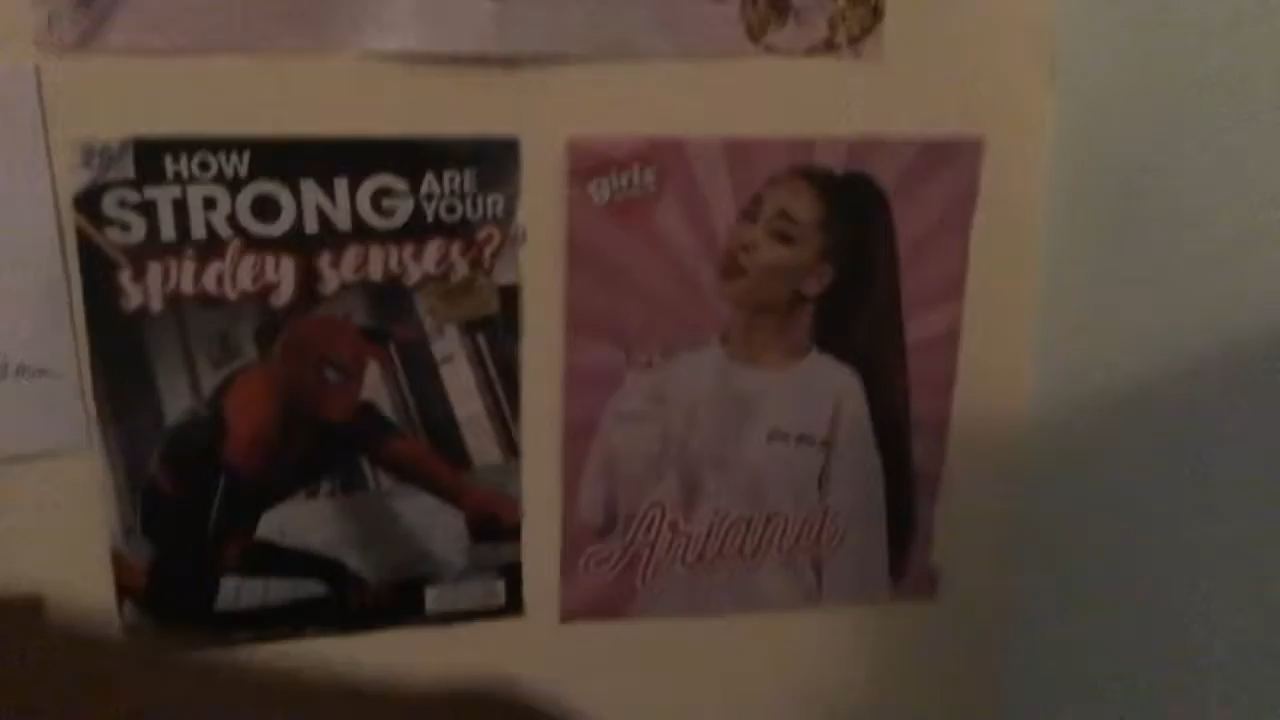 HOW
STRONG ARE
YOUR
spidey senses?
girls
Ariana